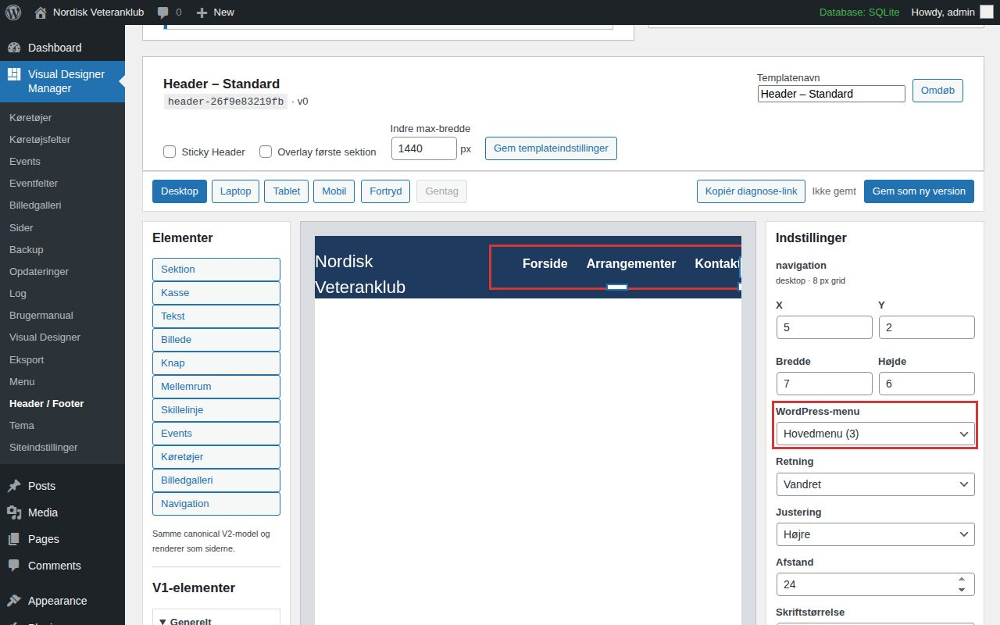 Nordisk Veteranklub
0
New
Database: SQLite
Howdy, admin
Dashboard
Visual Designer
Manager
Køretøjer
Køretøjsfelter
Events
Eventfelter
Billedgalleri
Sider
Backup
Opdateringer
Log
Brugermanual
Visual Designer
Eksport
Menu
Header / Footer
Tema
Siteindstillinger
Posts
Media
Pages
Comments
Appearance
Header – Standard
header-26f9e83219fb · v0
Templatenavn
Header – Standard
Omdøb
Sticky Header
Overlay første sektion
Indre max-bredde
1440
px
Gem templateindstillinger
Desktop
Laptop
Tablet
Mobil
Fortryd
Gentag
Kopiér diagnose-link
Ikke gemt
Gem som ny version
Elementer
Sektion
Kasse
Tekst
Billede
Knap
Mellemrum
Skillelinje
Events
Køretøjer
Billedgalleri
Navigation
Samme canonical V2-model og
renderer som siderne.
V1-elementer
▼ Generelt
Nordisk
Veteranklub
Forside
Arrangementer
Kontakt
Indstillinger
navigation
desktop · 8 px grid
X
Y
5
2
Bredde
Højde
7
6
WordPress-menu
Hovedmenu (3)
Retning
Vandret
Justering
Højre
Afstand
24
Skriftstørrelse